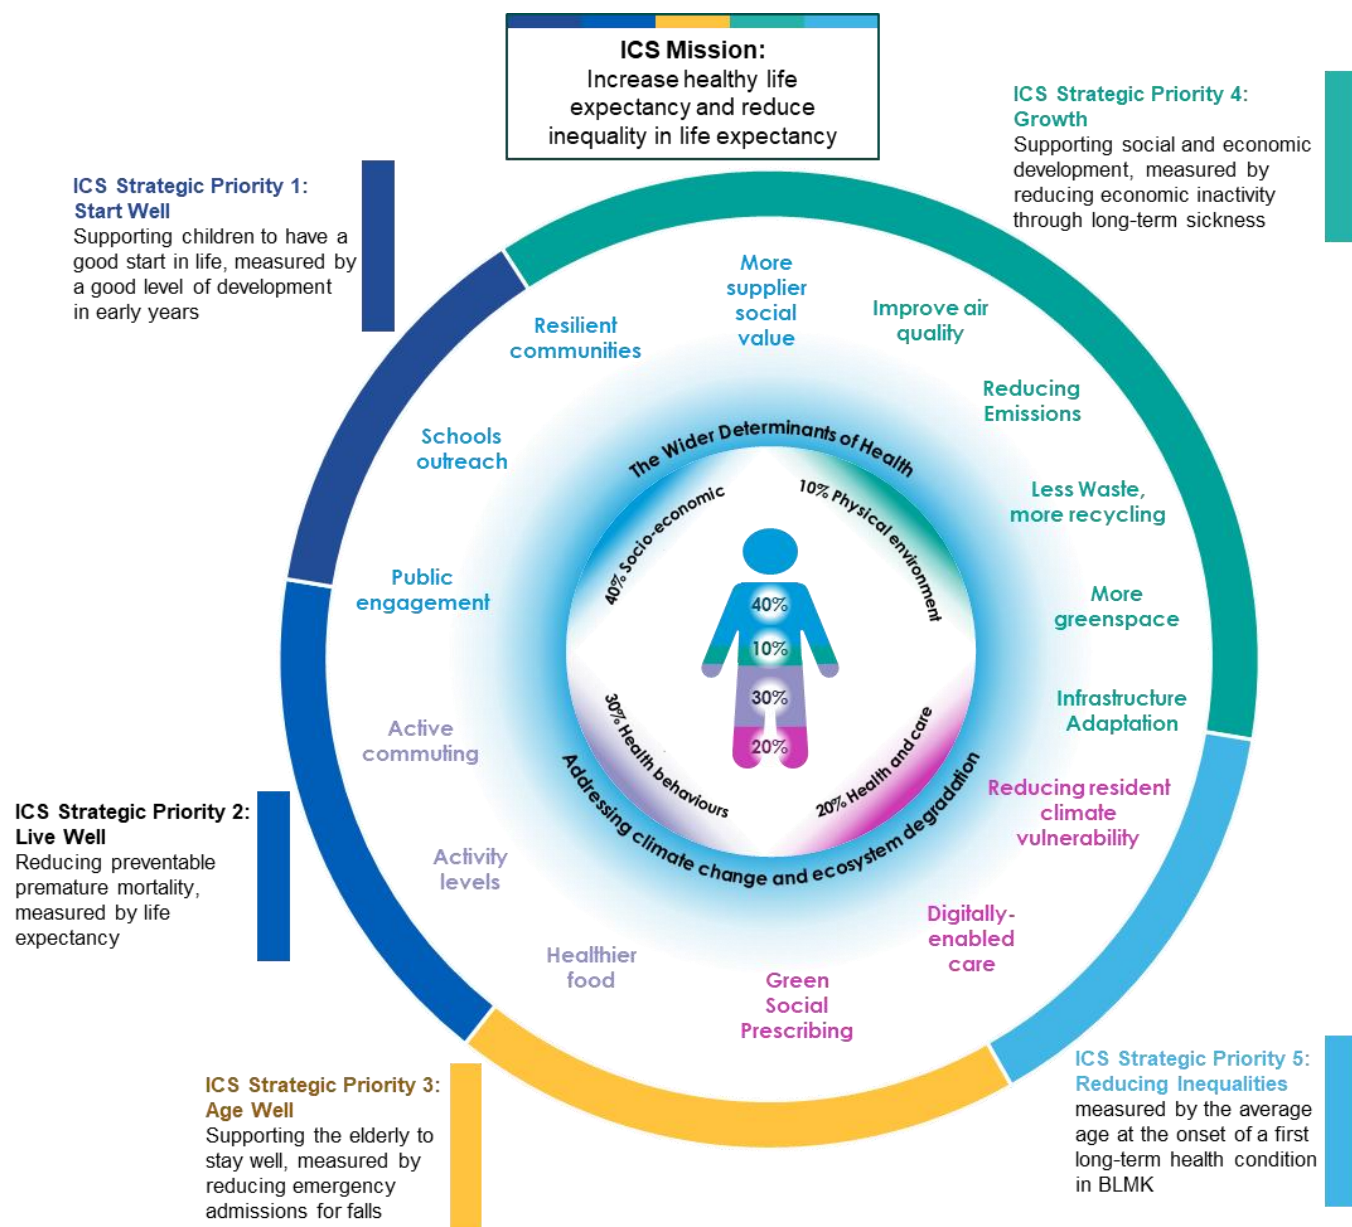 ICS Mission:
Increase healthy life
expectancy and reduce
inequality in life expectancy
ICS Strategic Priority 4:
Growth
Supporting social and economic
development, measured by
reducing economic inactivity
through long-term sickness
ICS Strategic Priority 1:
Start Well
Supporting children to have a
good start in life, measured by
a good level of development
in early years
More
supplier
social
value
Improve air
quality
Resilient
communities
Reducing
Emissions
Schools
outreach
Less Waste,
more recycling
Public
engagement
More
greenspace
Infrastructure
Adaptation
Active
commuting
Reducing resident
climate
vulnerability
Activity
levels
Digitally-
enabled
care
Healthier
food
Green
Social
Prescribing
The Wider Determinants of Health
40% Socio-economic
10% Physical environment
40%
10%
30%
20%
30% Health behaviours
20% Health and care
Addressing climate change and ecosystem degradation
ICS Strategic Priority 2:
Live Well
Reducing preventable
premature mortality,
measured by life
expectancy
ICS Strategic Priority 3:
Age Well
Supporting the elderly to
stay well, measured by
reducing emergency
admissions for falls
ICS Strategic Priority 5:
Reducing Inequalities
measured by the average
age at the onset of a first
long-term health condition
in BLMK